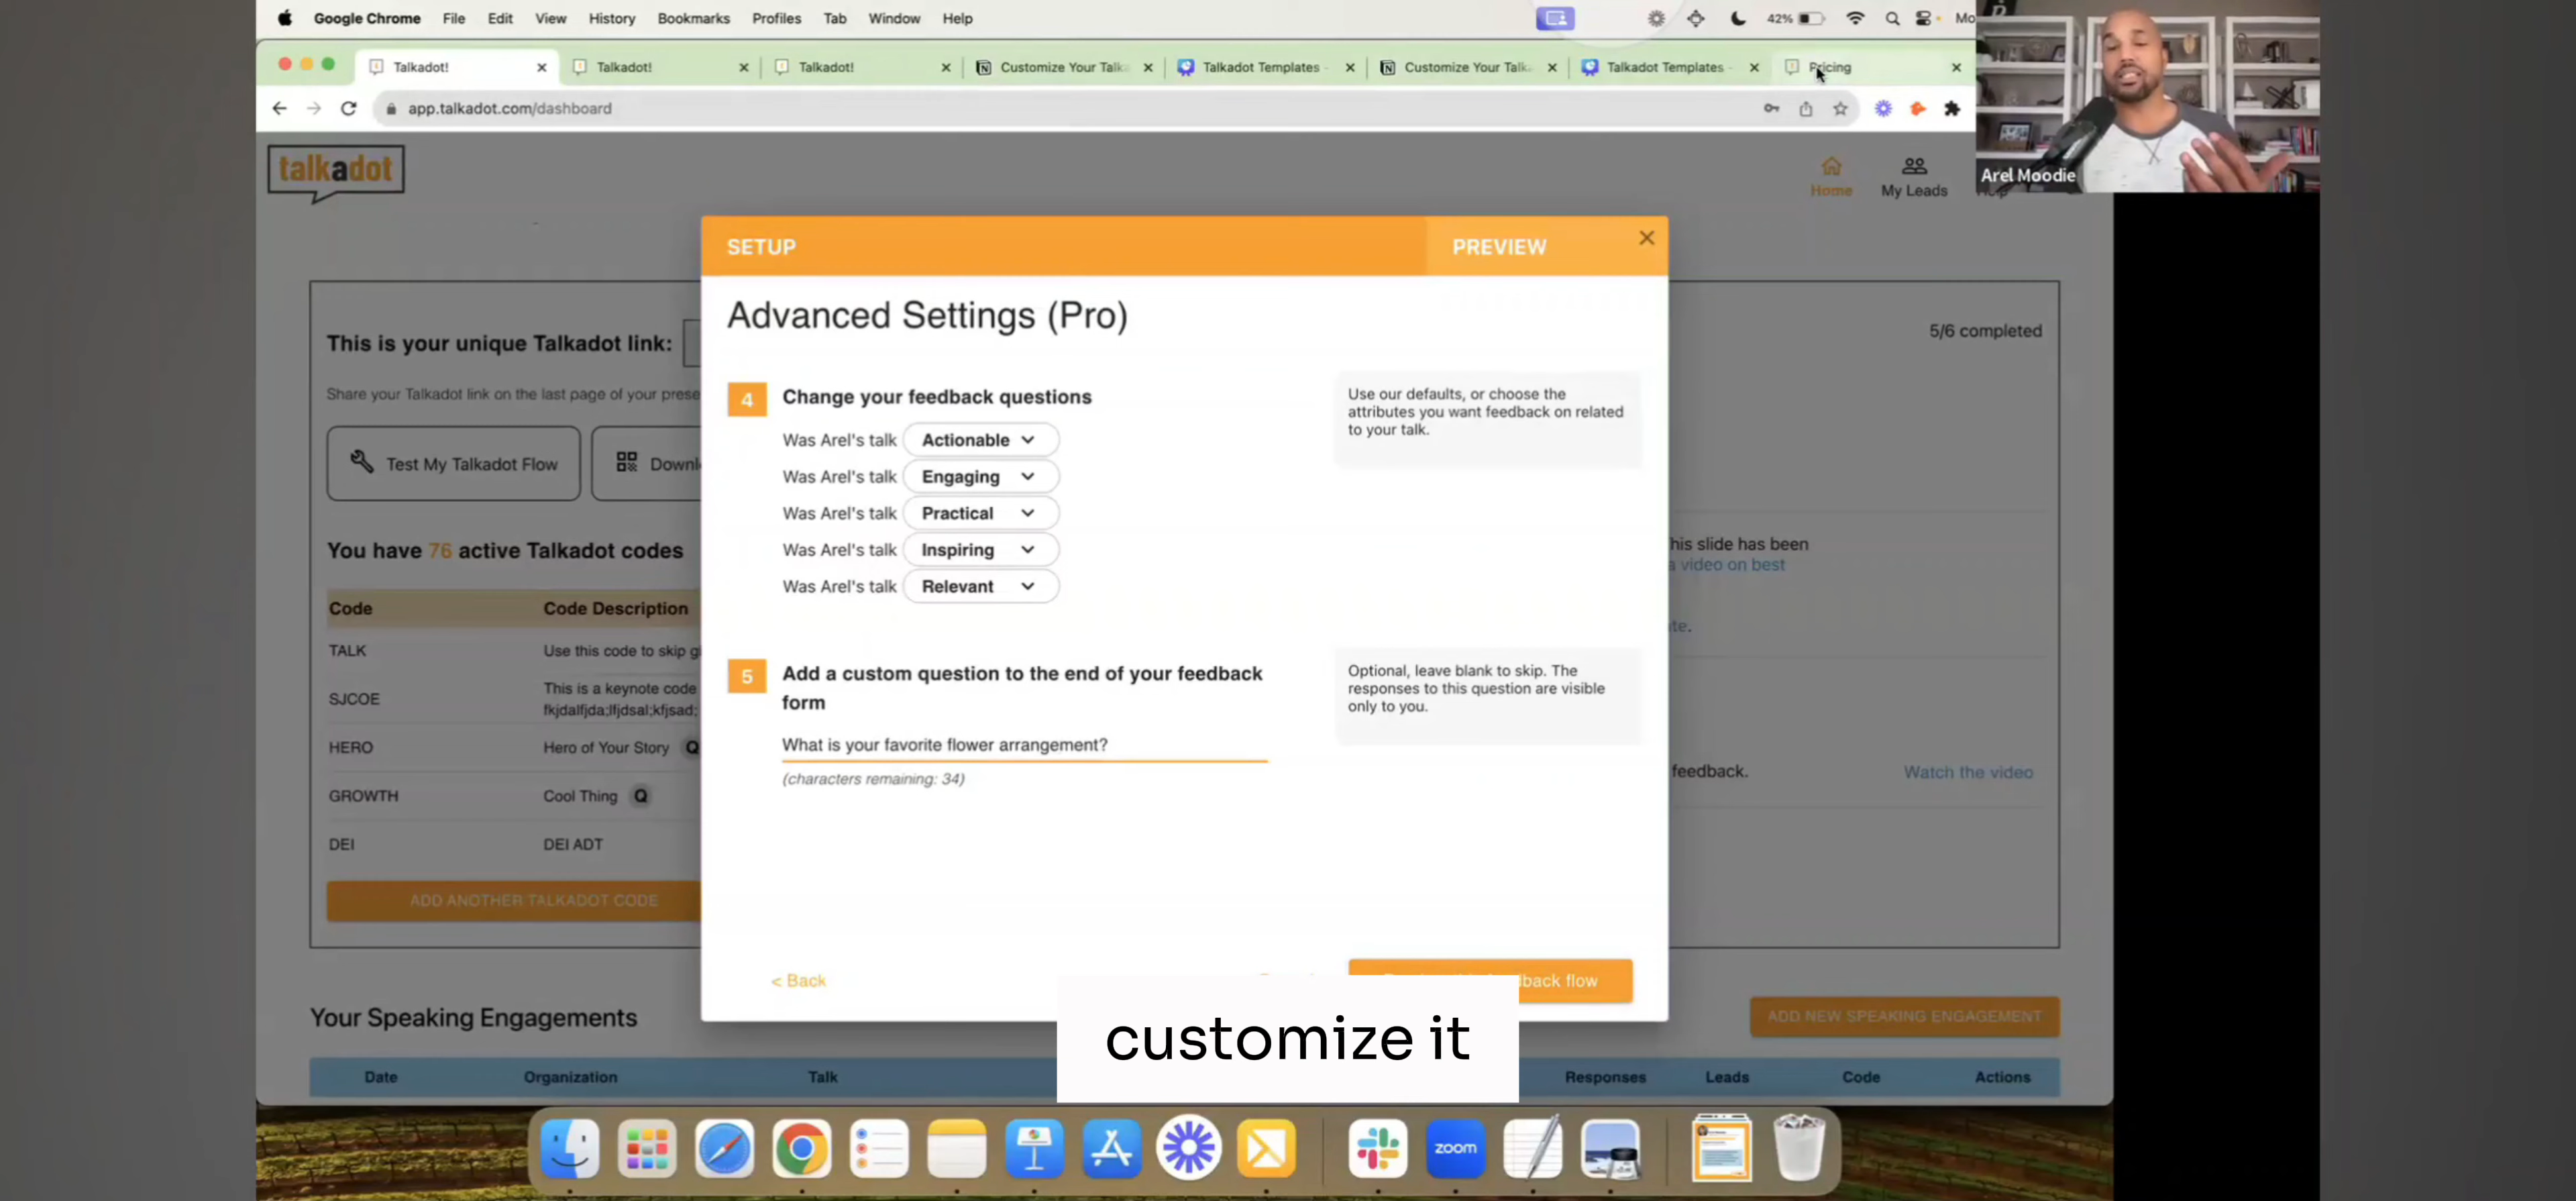 Google Chrome File Edit View History Bookmarks Profiles Tab Window Help
42%
Mo
Talkadot!
Talkadot!
Talkadot!
Customize Your Talk
Talkadot Templates -
Customize Your Talk
Talkadot Templates -
Pricing
app.talkadot.com/dashboard
Arel Moodie
talkadot
Home
My Leads
Help
SETUP
PREVIEW
Advanced Settings (Pro)
This is your unique Talkadot link:
5/6 completed
Share your Talkadot link on the last page of your prese
Test My Talkadot Flow
Downl
4
Change your feedback questions
Was Arel's talk Actionable
Was Arel's talk Engaging
Was Arel's talk Practical
Was Arel's talk Inspiring
Was Arel's talk Relevant
Use our defaults, or choose the
attributes you want feedback on related
to your talk.
You have 76 active Talkadot codes
his slide has been
a video on best
te.
Code
Code Description
TALK
Use this code to skip g
SJCOE
This is a keynote code
fkjdalfjda;lfjdsal;kfjsad;
HERO
Hero of Your Story Q
GROWTH
Cool Thing Q
DEI
DEI ADT
5
Add a custom question to the end of your feedback
form
What is your favorite flower arrangement?
(characters remaining: 34)
Optional, leave blank to skip. The
responses to this question are visible
only to you.
feedback.
Watch the video
ADD ANOTHER TALKADOT CODE
< Back
back flow
customize it
Your Speaking Engagements
ADD NEW SPEAKING ENGAGEMENT
Date
Organization
Talk
Responses
Leads
Code
Actions
zoom